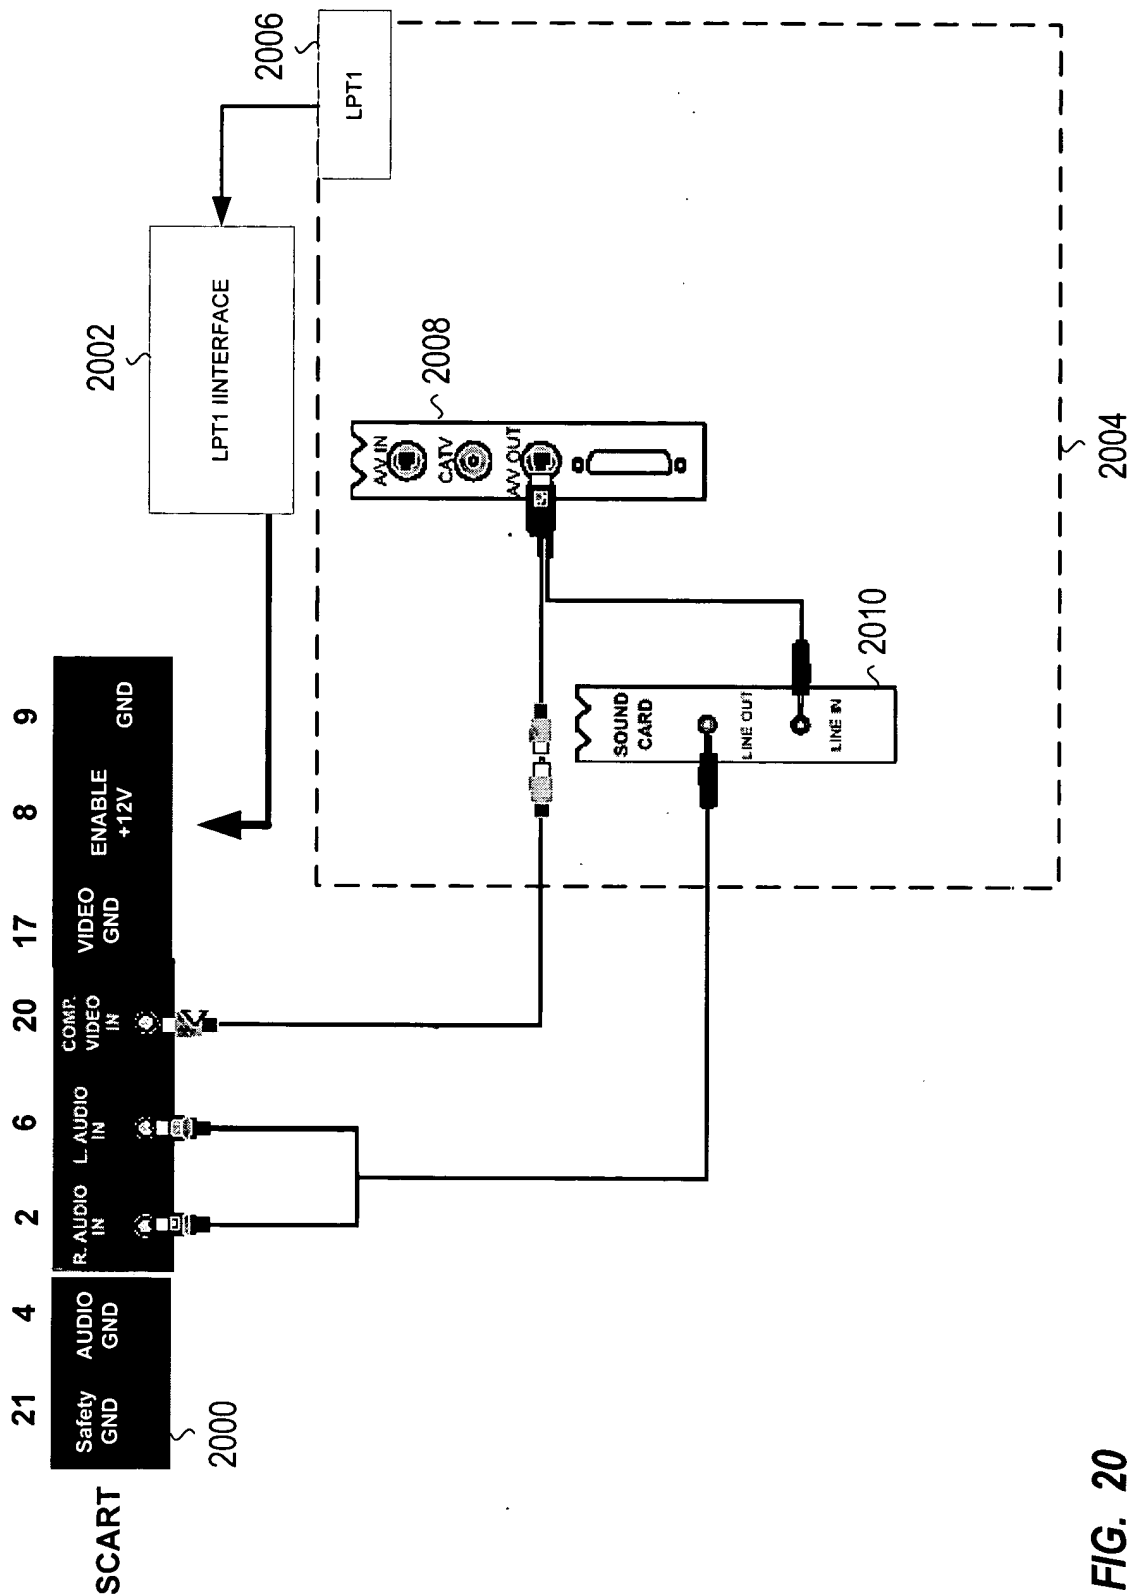 SCART
21 4 2 6 20 17 8 9
Safety
GND
AUDIO
GND
R. AUDIO
IN
L. AUDIO
IN
COMP.
VIDEO
IN
VIDEO
GND
ENABLE
+12V
GND
2000
2002
LPT1 IINTERFACE
2006
LPT1
A/V IN
CATV
A/V OUT
2008
SOUND
CARD
LINE OUT
LINE IN
2010
2004
FIG. 20